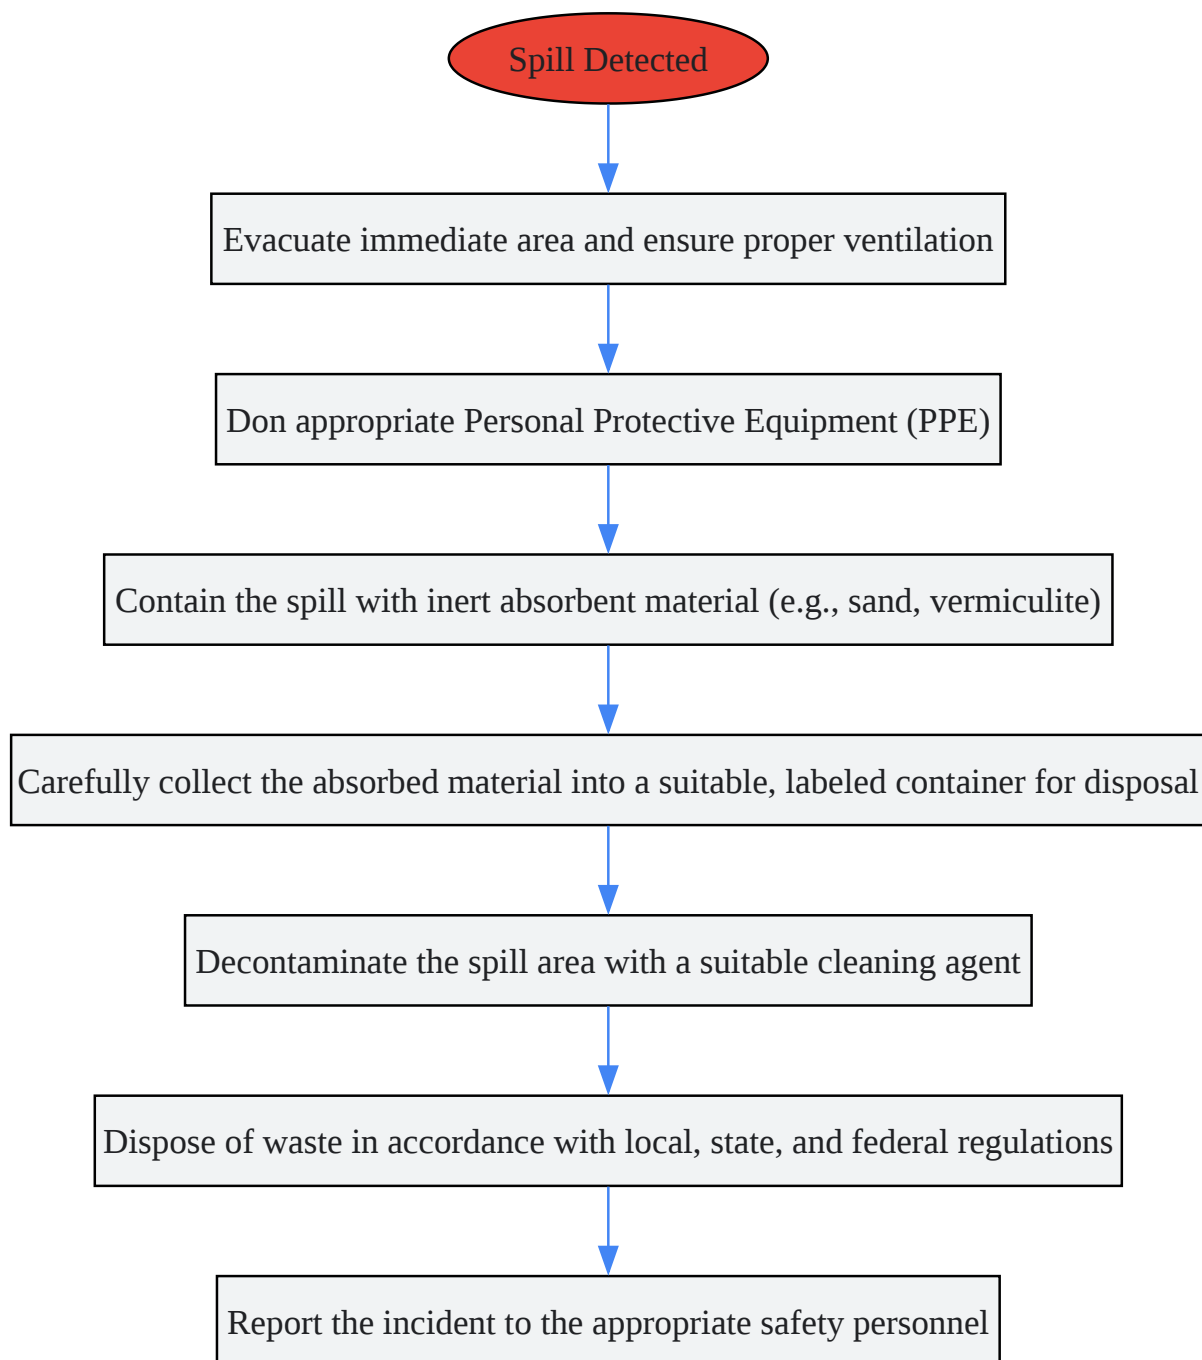 Spill Detected
Evacuate immediate area and ensure proper ventilation
Don appropriate Personal Protective Equipment (PPE)
Contain the spill with inert absorbent material (e.g., sand, vermiculite)
Carefully collect the absorbed material into a suitable, labeled container for disposal
Decontaminate the spill area with a suitable cleaning agent
Dispose of waste in accordance with local, state, and federal regulations
Report the incident to the appropriate safety personnel